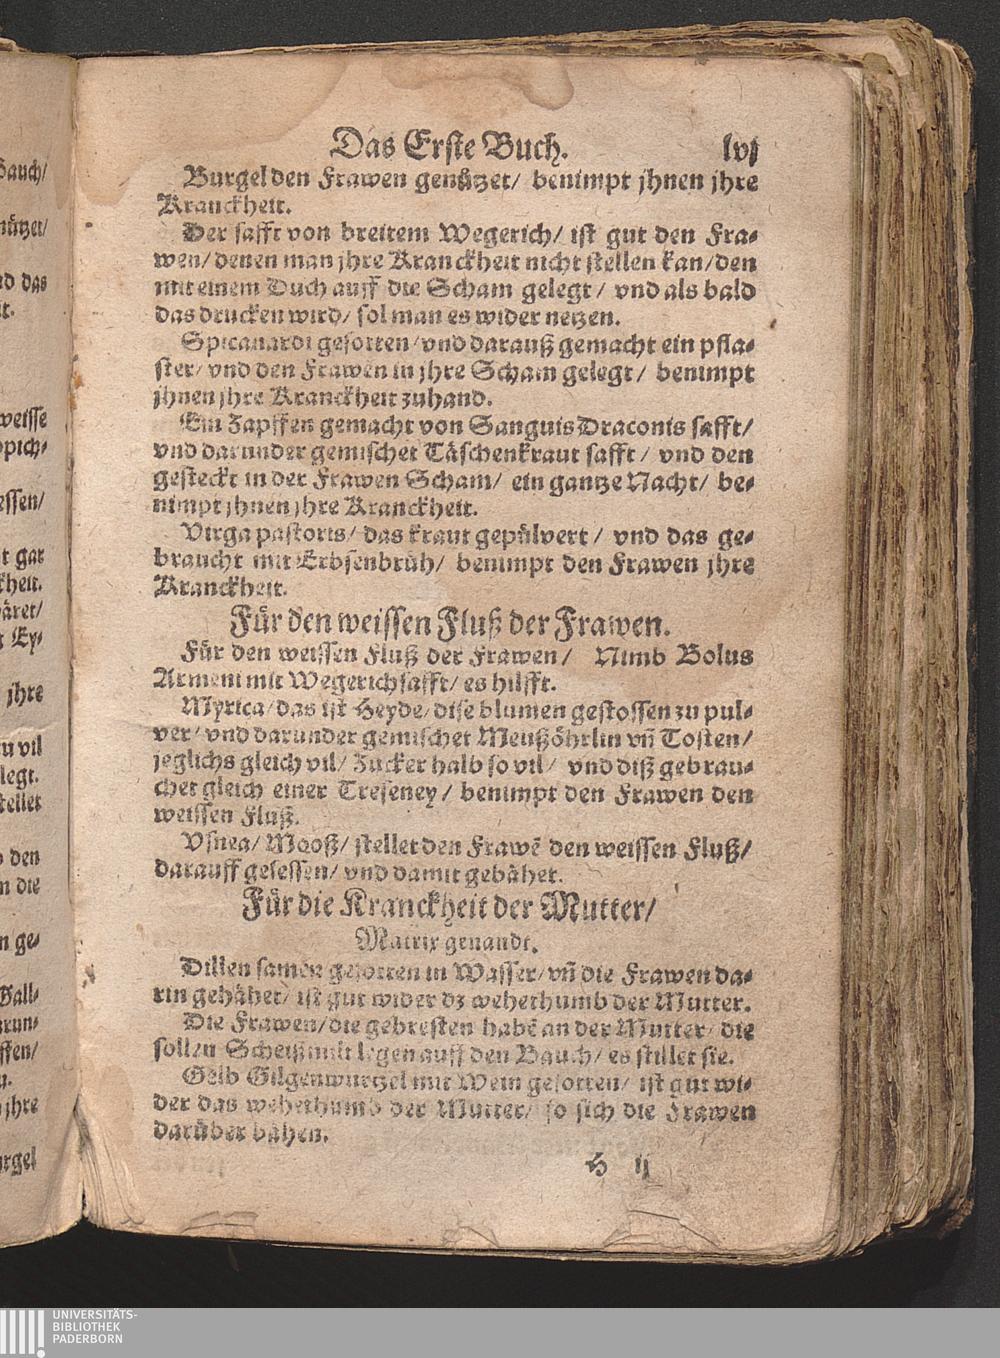 Das Erste Buch. lvj
Burgel den Frawen genützet/ benimpt jhnen jhre
Kranckheit.
Der safft von breitem Wegerich/ ist gut den Fra-
wen/ denen man jhre Kranckheit nicht stellen kan/ den
mit einem Duch auff die Scham gelegt/ vnd als bald
das drucken wird/ sol man es wider netzen.
Spicanardi gesotten/ vnd darauß gemacht ein pfla-
ster/ vnd den Frawen in jhre Scham gelegt/ benimpt
jhnen jhre Kranckheit zuhand.
Ein Zapffen gemacht von Sanguis Draconis safft/
vnd darunder gemischet Täschenkraut safft/ vnd den
gesteckt in der Frawen Scham/ ein gantze Nacht/ be-
nimpt jhnen jhre Kranckheit.
Virga pastoris/ das kraut gepülvert/ vnd das ge-
braucht mit Erbsenbrüh/ benimpt den Frawen jhre
Kranckheit.
Für den weissen Fluß der Frawen.
Für den weissen Fluß der Frawen/ Nimb Bolus
Armeni mit Wegerichsafft/ es hilfft.
Myrica/ das ist Heyde/ dise blumen gestossen zu pul-
ver/ vnd darunder gemischet Meußöhrlin vñ Tosten/
jeglichs gleich vil/ Zucker halb so vil/ vnd diß gebrau-
chet gleich einer Treseney/ benimpt den Frawen den
weissen Fluß.
Vsnea/ Mooß/ stellet den Frawẽ den weissen Fluß/
darauff gesessen/ vnd damit gebähet.
Für die Kranckheit der Mutter/
Matrix genandt.
Dillen samen gesotten in Wasser/ vñ die Frawen da-
rin gebähet/ ist gut wider dz wehethumb der Mutter.
Die Frawen/ die gebresten habẽ an der Mutter/ die
sollen Scheißmilt legen auff den Bauch/ es stillet sie.
Gelb Gilgenwurtzel mit Wein gesotten/ ist gut wi-
der das wehethumb der Mutter/ so sich die Frawen
darüber bähen.
H ij
UNIVERSITÄTS-
BIBLIOTHEK
PADERBORN